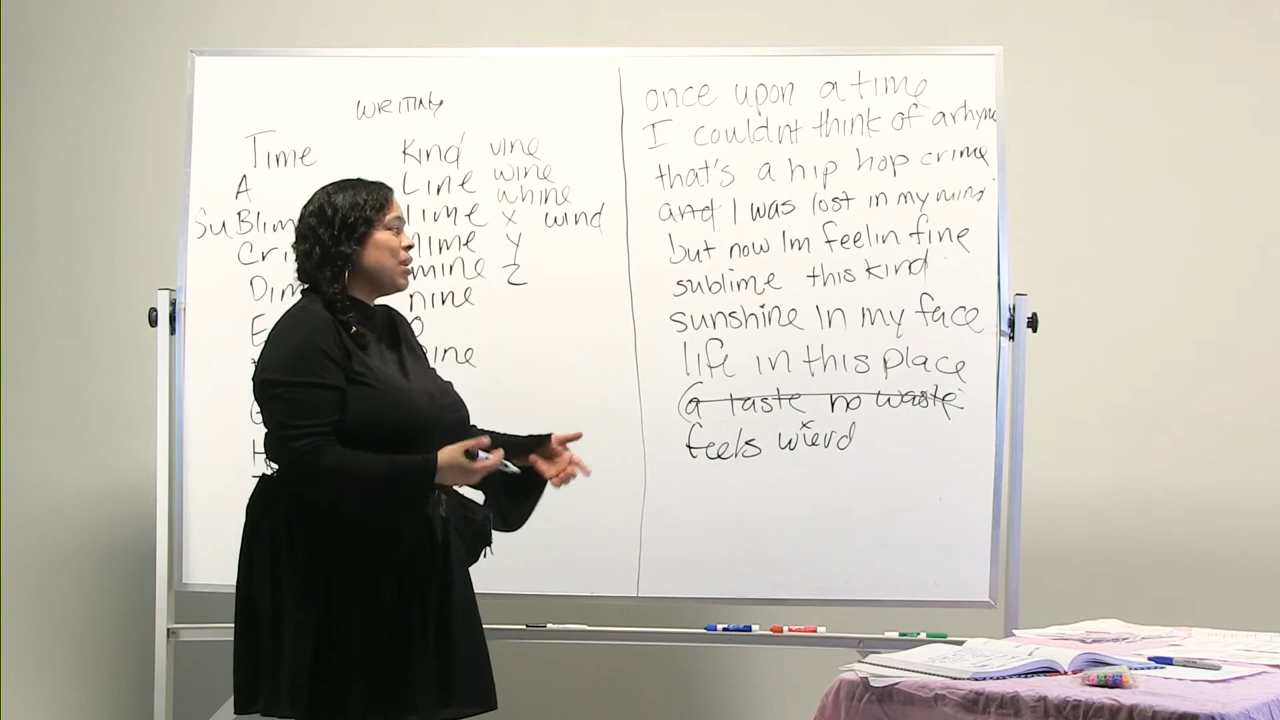 WRITING
Time Kind vine
A Line wine
whine
SuBlim lime x wind
Cri mime y
Dim mine z
E nine
O
ine
G
H
once upon a time
I couldnt think of a rhyme
that's a hip hop crime
and I was lost in my mind
but now Im feelin fine
sublime this kind
sunshine in my face
life in this place
a taste no waste
feels wierd